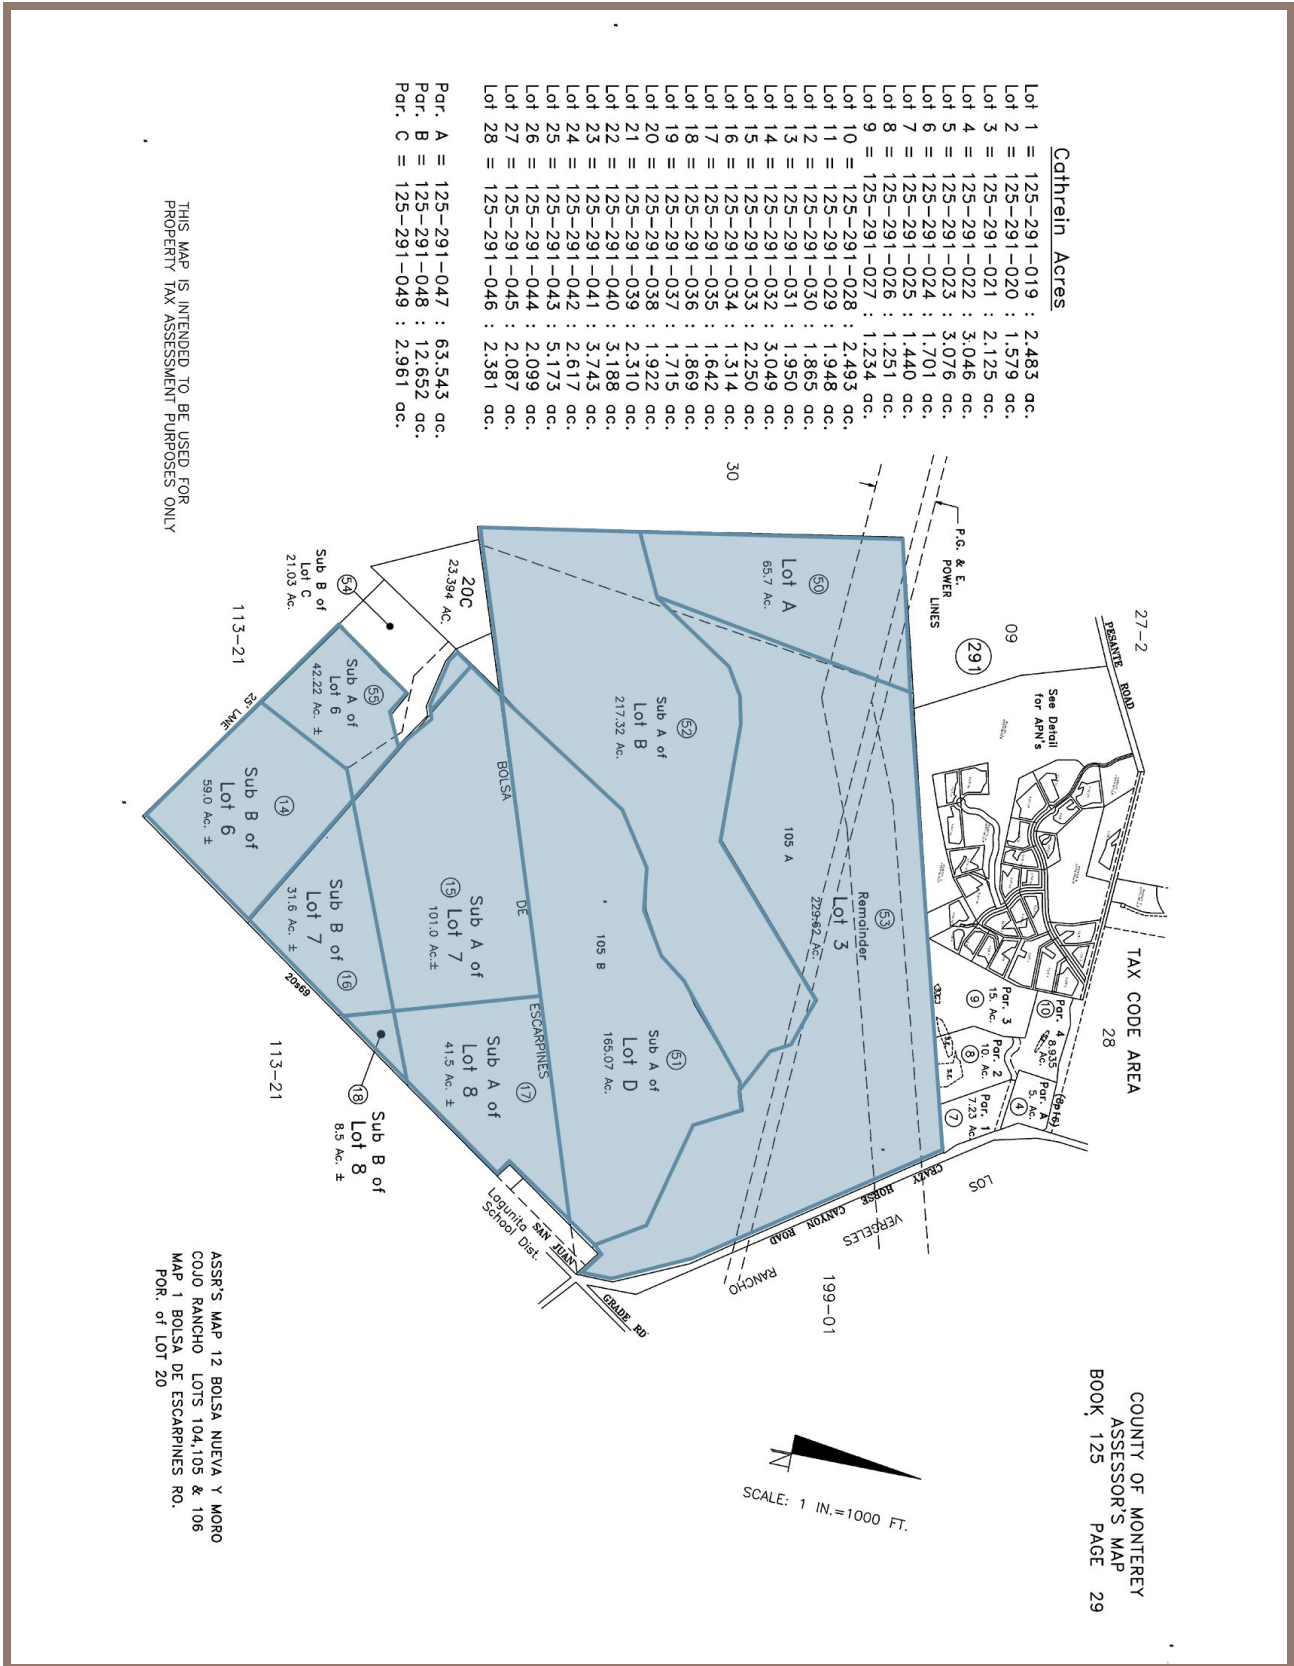 COUNTY OF MONTEREY
ASSESSOR'S MAP
BOOK 125 PAGE 29
TAX CODE AREA
28
27-2
09
291
PESANTE ROAD
See Detail
for APN's
Cathrein Acres
Lot 1 = 125-291-019 : 2.483 ac.
Lot 2 = 125-291-020 : 1.579 ac.
Lot 3 = 125-291-021 : 2.125 ac.
Lot 4 = 125-291-022 : 3.046 ac.
Lot 5 = 125-291-023 : 3.076 ac.
Lot 6 = 125-291-024 : 1.701 ac.
Lot 7 = 125-291-025 : 1.440 ac.
Lot 8 = 125-291-026 : 1.251 ac.
Lot 9 = 125-291-027 : 1.234 ac.
Lot 10 = 125-291-028 : 2.493 ac.
Lot 11 = 125-291-029 : 1.948 ac.
Lot 12 = 125-291-030 : 1.865 ac.
Lot 13 = 125-291-031 : 1.950 ac.
Lot 14 = 125-291-032 : 3.049 ac.
Lot 15 = 125-291-033 : 2.250 ac.
Lot 16 = 125-291-034 : 1.314 ac.
Lot 17 = 125-291-035 : 1.642 ac.
Lot 18 = 125-291-036 : 1.869 ac.
Lot 19 = 125-291-037 : 1.715 ac.
Lot 20 = 125-291-038 : 1.922 ac.
Lot 21 = 125-291-039 : 2.310 ac.
Lot 22 = 125-291-040 : 3.188 ac.
Lot 23 = 125-291-041 : 3.743 ac.
Lot 24 = 125-291-042 : 2.617 ac.
Lot 25 = 125-291-043 : 5.173 ac.
Lot 26 = 125-291-044 : 2.099 ac.
Lot 27 = 125-291-045 : 2.087 ac.
Lot 28 = 125-291-046 : 2.381 ac.
Par. A = 125-291-047 : 63.543 ac.
Par. B = 125-291-048 : 12.652 ac.
Par. C = 125-291-049 : 2.961 ac.
30
P.G. & E.
POWER
LINES
Par. 4
8.935
Ac.
10
Par. 3
15. Ac.
9
Par. 2
10. Ac.
8
Par. A
5. Ac.
4
Par. 1
7.23 Ac.
7
(8p16)
S.E.
S.E.
50
Lot A
65.7 Ac.
53
Remainder
Lot 3
229.62 Ac.
105 A
52
Sub A of
Lot B
217.32 Ac.
105 B
51
Sub A of
Lot D
165.07 Ac.
BOLSA
DE
ESCARPINES
20C
23.394 AC.
54
Sub B of
Lot C
21.03 Ac.
55
Sub A of
Lot 6
42.22 Ac. ±
14
Sub B of
Lot 6
59.0 Ac. ±
15
Sub A of
Lot 7
101.0 Ac.±
16
Sub B of
Lot 7
31.6 Ac. ±
17
Sub A of
Lot 8
41.5 Ac. ±
18
Sub B of
Lot 8
8.5 Ac. ±
25' LANE
20s69
113-21
113-21
Lagunita
School Dist.
SAN JUAN
GRADE RD
CRAZY HORSE CANYON ROAD
LOS
VERGELES
RANCHO
199-01
N
SCALE: 1 IN.=1000 FT.
THIS MAP IS INTENDED TO BE USED FOR
PROPERTY TAX ASSESSMENT PURPOSES ONLY
ASSR'S MAP 12 BOLSA NUEVA Y MORO
COJO RANCHO LOTS 104,105 & 106
MAP 1 BOLSA DE ESCARPINES RO.
POR. of LOT 20